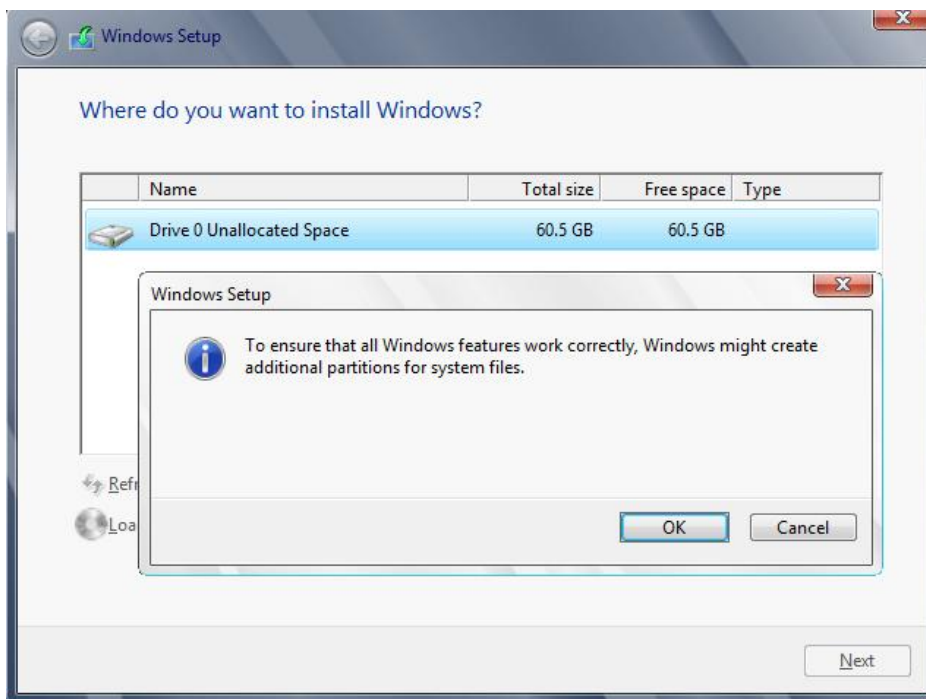 Windows Setup
Where do you want to install Windows?
Name Total size Free space Type
Drive 0 Unallocated Space 60.5 GB 60.5 GB
Windows Setup
To ensure that all Windows features work correctly, Windows might create
additional partitions for system files.
Refr
Loa
OK Cancel
Next